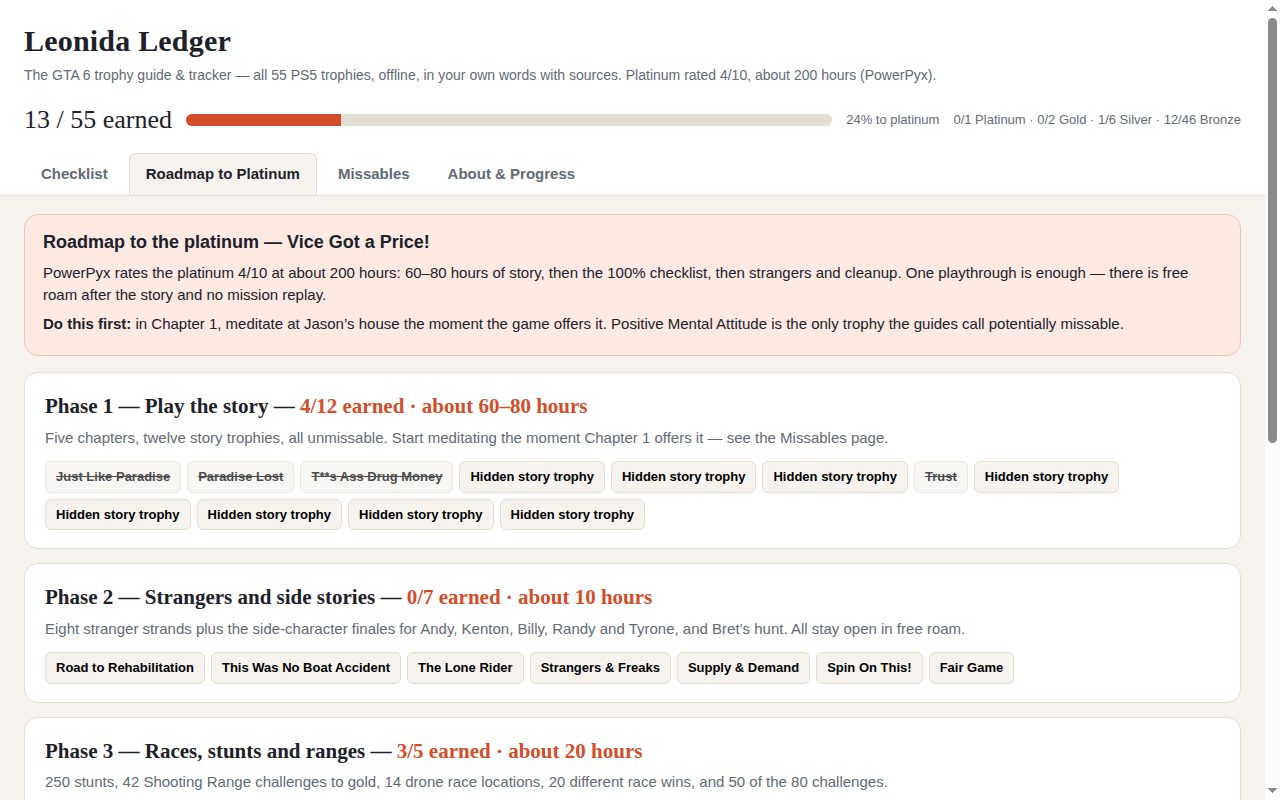 Leonida Ledger
The GTA 6 trophy guide & tracker — all 55 PS5 trophies, offline, in your own words with sources. Platinum rated 4/10, about 200 hours (PowerPyx).
13 / 55 earned 24% to platinum 0/1 Platinum · 0/2 Gold · 1/6 Silver · 12/46 Bronze
Checklist Roadmap to Platinum Missables About & Progress
Roadmap to the platinum — Vice Got a Price!
PowerPyx rates the platinum 4/10 at about 200 hours: 60–80 hours of story, then the 100% checklist, then strangers and cleanup. One playthrough is enough — there is free
roam after the story and no mission replay.
Do this first: in Chapter 1, meditate at Jason’s house the moment the game offers it. Positive Mental Attitude is the only trophy the guides call potentially missable.
Phase 1 — Play the story — 4/12 earned · about 60–80 hours
Five chapters, twelve story trophies, all unmissable. Start meditating the moment Chapter 1 offers it — see the Missables page.
Just Like Paradise Paradise Lost T**s Ass Drug Money Hidden story trophy Hidden story trophy Hidden story trophy Trust Hidden story trophy
Hidden story trophy Hidden story trophy Hidden story trophy Hidden story trophy
Phase 2 — Strangers and side stories — 0/7 earned · about 10 hours
Eight stranger strands plus the side-character finales for Andy, Kenton, Billy, Randy and Tyrone, and Bret’s hunt. All stay open in free roam.
Road to Rehabilitation This Was No Boat Accident The Lone Rider Strangers & Freaks Supply & Demand Spin On This! Fair Game
Phase 3 — Races, stunts and ranges — 3/5 earned · about 20 hours
250 stunts, 42 Shooting Range challenges to gold, 14 drone race locations, 20 different race wins, and 50 of the 80 challenges.